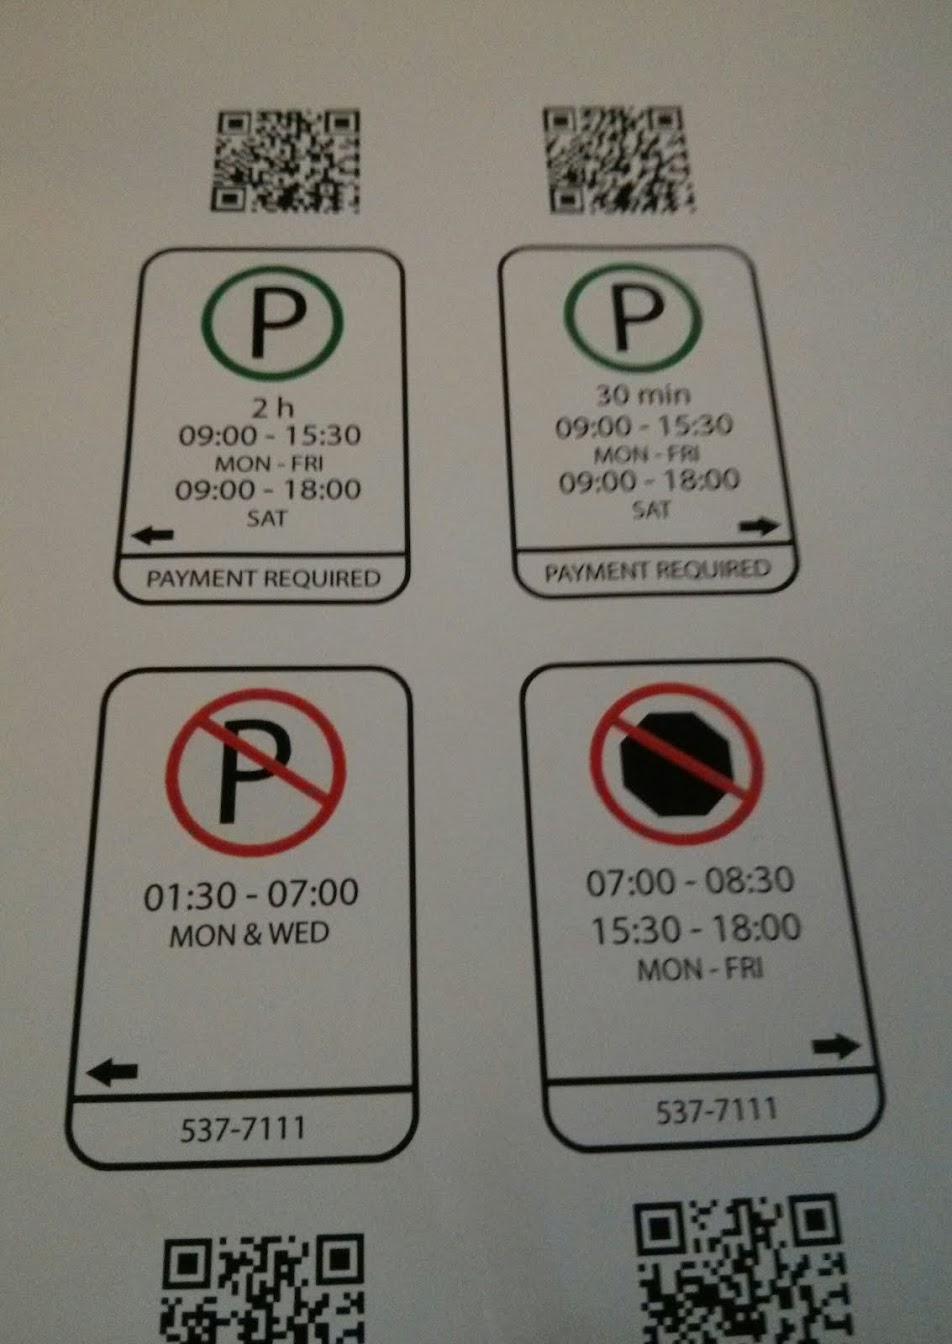 P
2 h
09:00 - 15:30
MON - FRI
09:00 - 18:00
SAT
PAYMENT REQUIRED
P
30 min
09:00 - 15:30
MON - FRI
09:00 - 18:00
SAT
PAYMENT REQUIRED
P
01:30 - 07:00
MON & WED
537-7111
07:00 - 08:30
15:30 - 18:00
MON - FRI
537-7111